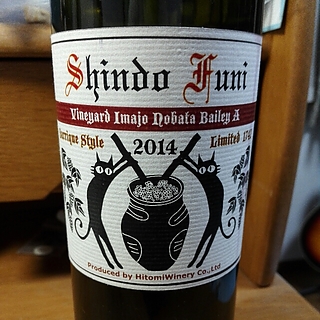 Shindo Funi
Vineyard Imajo Nobata Bailey A
Barrique Style
2014
Limited
Produced by HitomiWinery Co.,Ltd